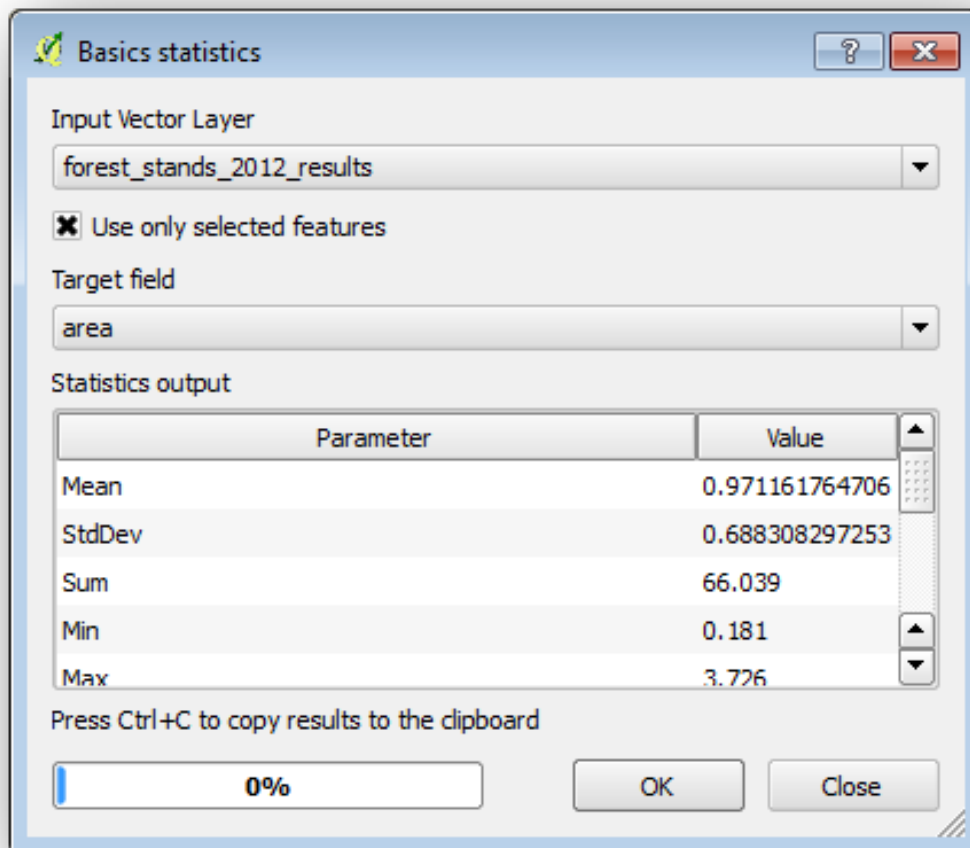 Basics statistics
Input Vector Layer
forest_stands_2012_results
Use only selected features
Target field
area
Statistics output
Parameter Value
Mean 0.971161764706
StdDev 0.688308297253
Sum 66.039
Min 0.181
Max 3.726
Press Ctrl+C to copy results to the clipboard
0% OK Close